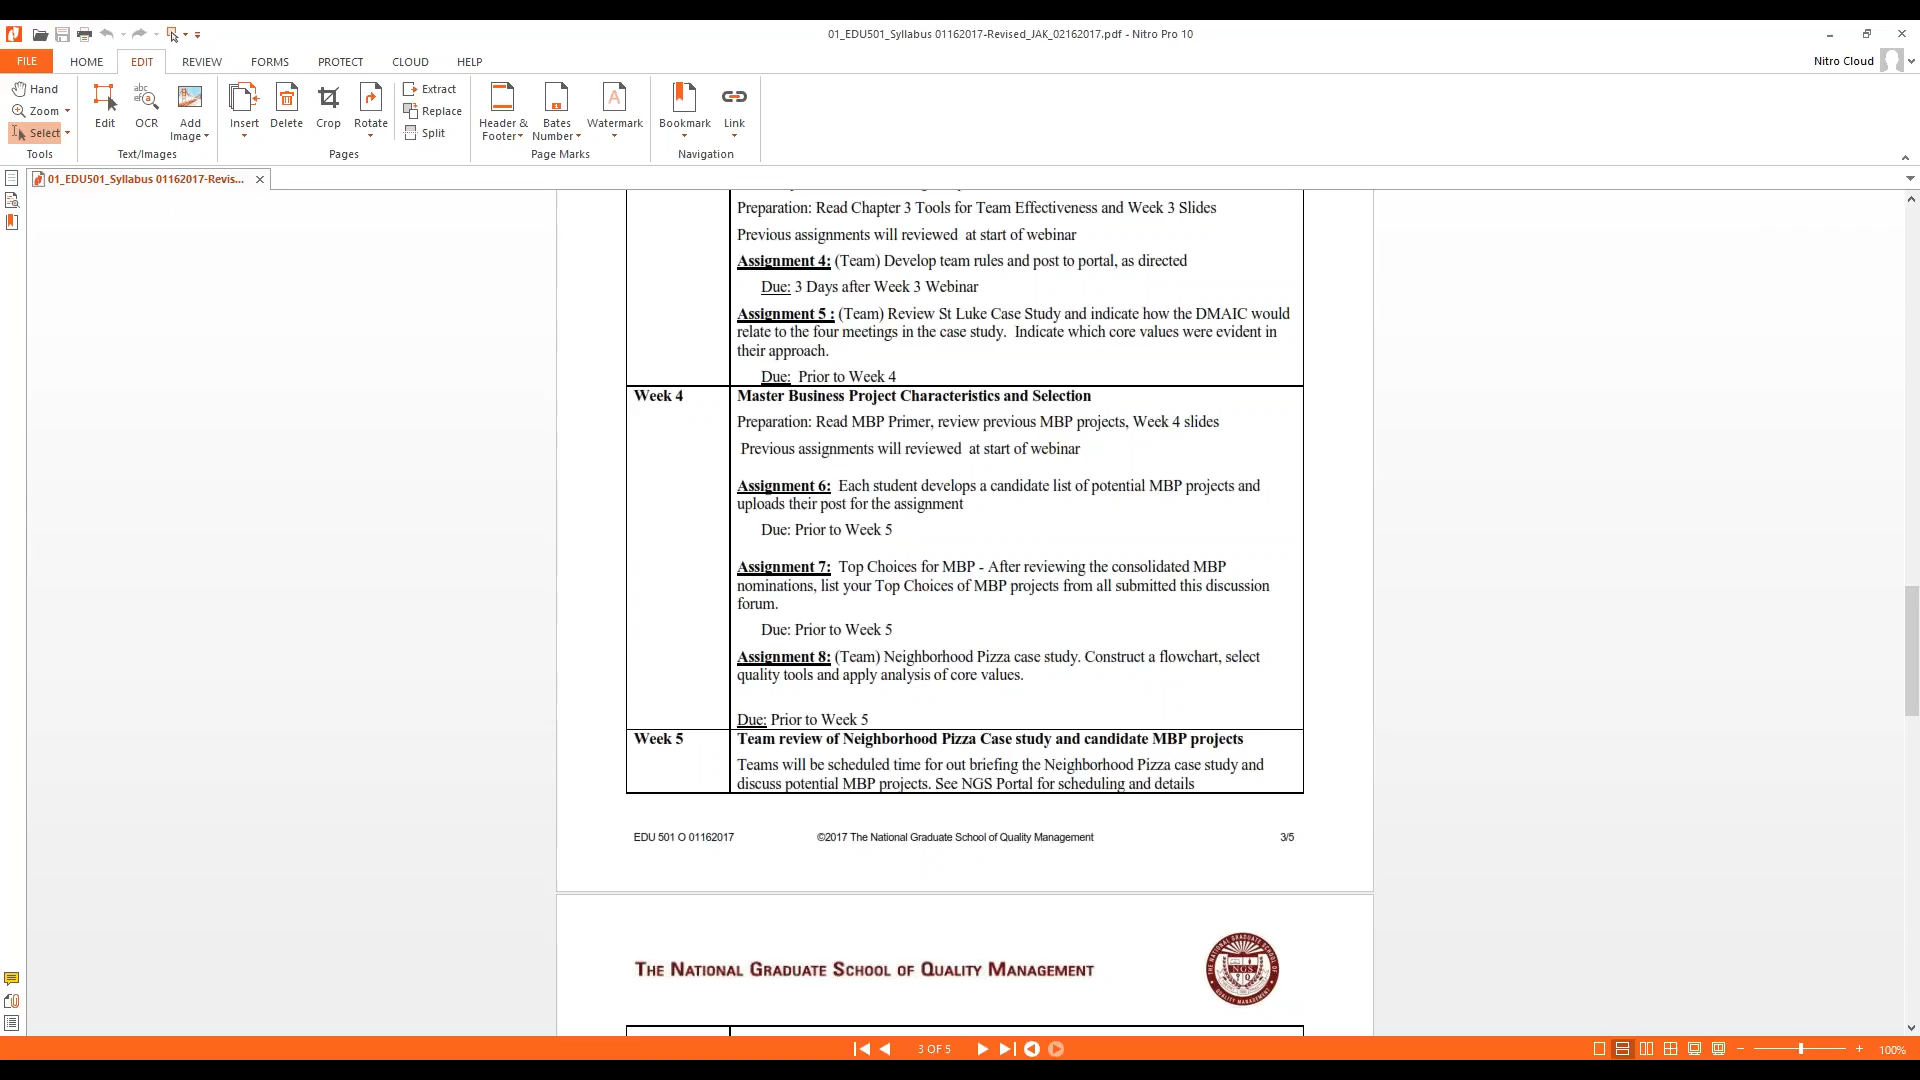 01_EDU501_Syllabus 01162017-Revised_JAK_02162017.pdf - Nitro Pro 10
FILE HOME EDIT REVIEW FORMS PROTECT CLOUD HELP
Nitro Cloud
Hand
Zoom
Select
Tools
Edit
OCR
Add Image
Text/Images
Insert
Delete
Crop
Rotate
Extract
Replace
Split
Pages
Header & Footer
Bates Number
Watermark
Page Marks
Bookmark
Link
Navigation
01_EDU501_Syllabus 01162017-Revis...
Preparation: Read Chapter 3 Tools for Team Effectiveness and Week 3 Slides
Previous assignments will reviewed at start of webinar
Assignment 4: (Team) Develop team rules and post to portal, as directed
Due: 3 Days after Week 3 Webinar
Assignment 5 : (Team) Review St Luke Case Study and indicate how the DMAIC would
relate to the four meetings in the case study. Indicate which core values were evident in
their approach.
Due: Prior to Week 4
Week 4
Master Business Project Characteristics and Selection
Preparation: Read MBP Primer, review previous MBP projects, Week 4 slides
Previous assignments will reviewed at start of webinar
Assignment 6: Each student develops a candidate list of potential MBP projects and
uploads their post for the assignment
Due: Prior to Week 5
Assignment 7: Top Choices for MBP - After reviewing the consolidated MBP
nominations, list your Top Choices of MBP projects from all submitted this discussion
forum.
Due: Prior to Week 5
Assignment 8: (Team) Neighborhood Pizza case study. Construct a flowchart, select
quality tools and apply analysis of core values.
Due: Prior to Week 5
Week 5
Team review of Neighborhood Pizza Case study and candidate MBP projects
Teams will be scheduled time for out briefing the Neighborhood Pizza case study and
discuss potential MBP projects. See NGS Portal for scheduling and details
EDU 501 O 01162017 ©2017 The National Graduate School of Quality Management 3/5
THE NATIONAL GRADUATE SCHOOL OF QUALITY MANAGEMENT
NGS
3 OF 5
100%